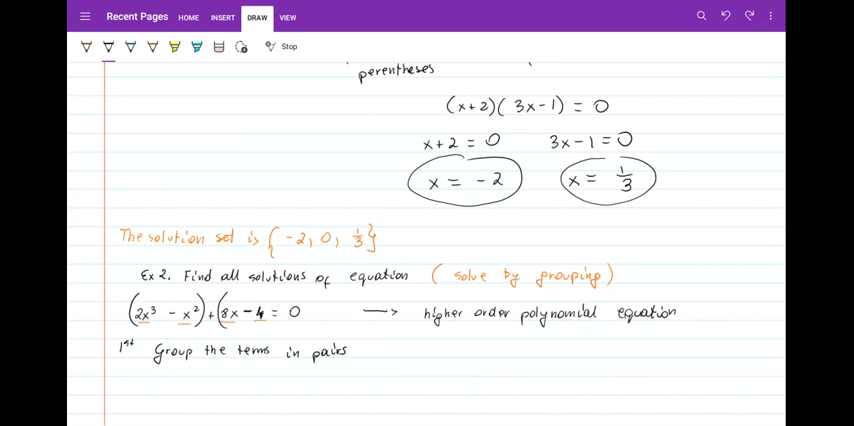 Recent Pages HOME INSERT DRAW VIEW
Stop
perentheses
(x+2)(3x-1) = 0
x+2 = 0 3x-1 = 0
x = -2 x = 1/3
The solution set is { -2, 0, 1/3 }
Ex 2. Find all solutions of equation (solve by grouping)
(2x³ - x²) + (8x - 4 = 0 → higher order polynomial equation
1st Group the terms in pairs